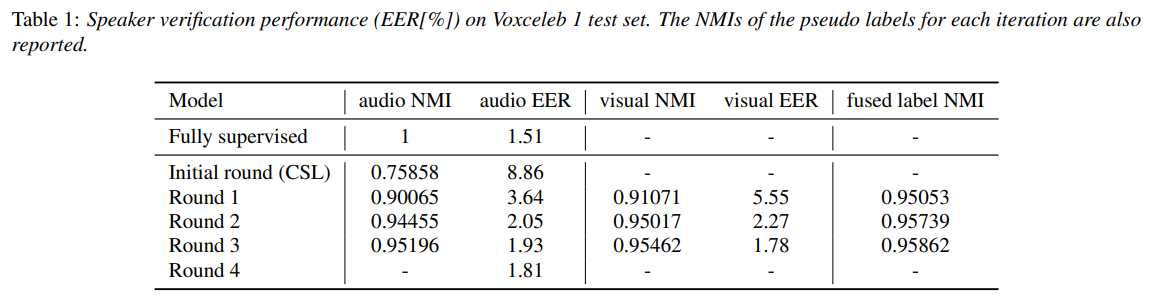 Table 1: Speaker verification performance (EER[%]) on Voxceleb 1 test set. The NMIs of the pseudo labels for each iteration are also
reported.
Model audio NMI audio EER visual NMI visual EER fused label NMI
Fully supervised 1 1.51 - - -
Initial round (CSL) 0.75858 8.86 - - -
Round 1 0.90065 3.64 0.91071 5.55 0.95053
Round 2 0.94455 2.05 0.95017 2.27 0.95739
Round 3 0.95196 1.93 0.95462 1.78 0.95862
Round 4 - 1.81 - - -